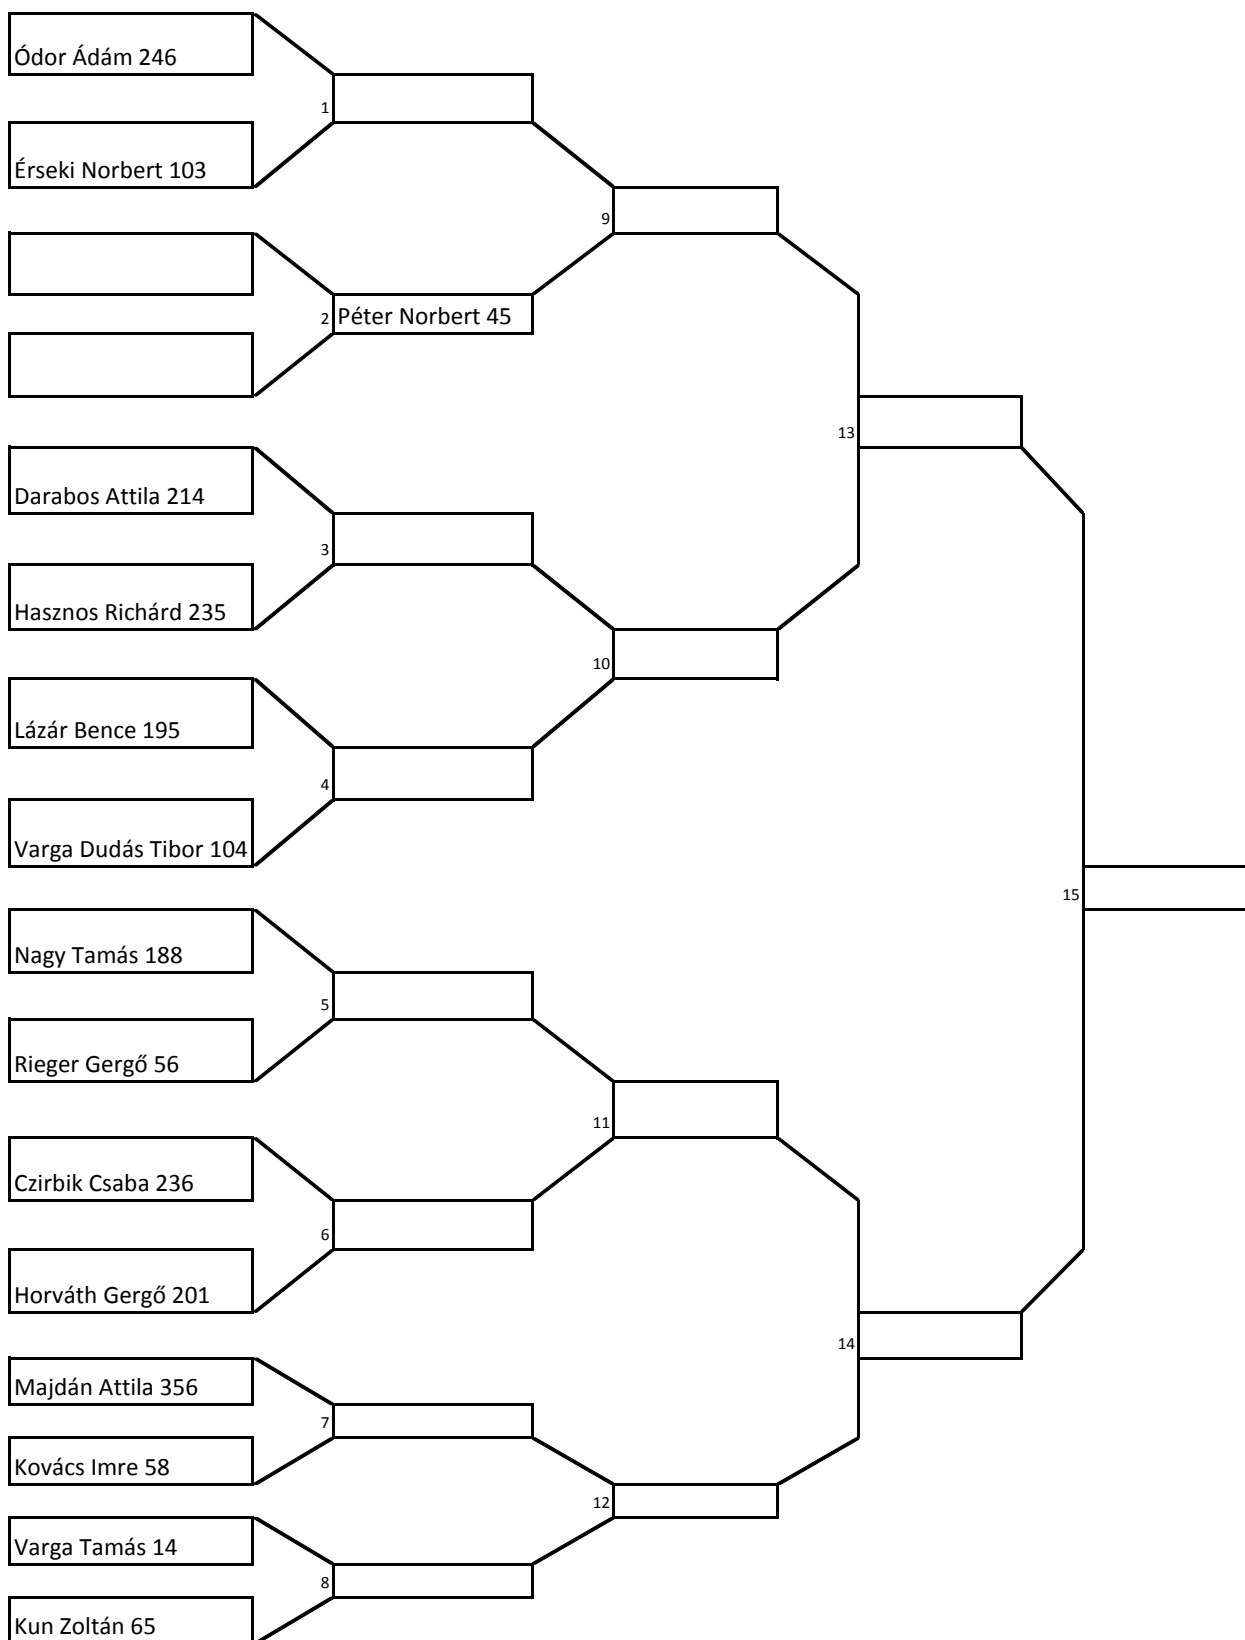 Ódor Ádám 246
1
Érseki Norbert 103
9
2 Péter Norbert 45
13
Darabos Attila 214
3
Hasznos Richárd 235
10
Lázár Bence 195
4
Varga Dudás Tibor 104
15
Nagy Tamás 188
5
Rieger Gergő 56
11
Czirbik Csaba 236
6
Horváth Gergő 201
14
Majdán Attila 356
7
Kovács Imre 58
12
Varga Tamás 14
8
Kun Zoltán 65